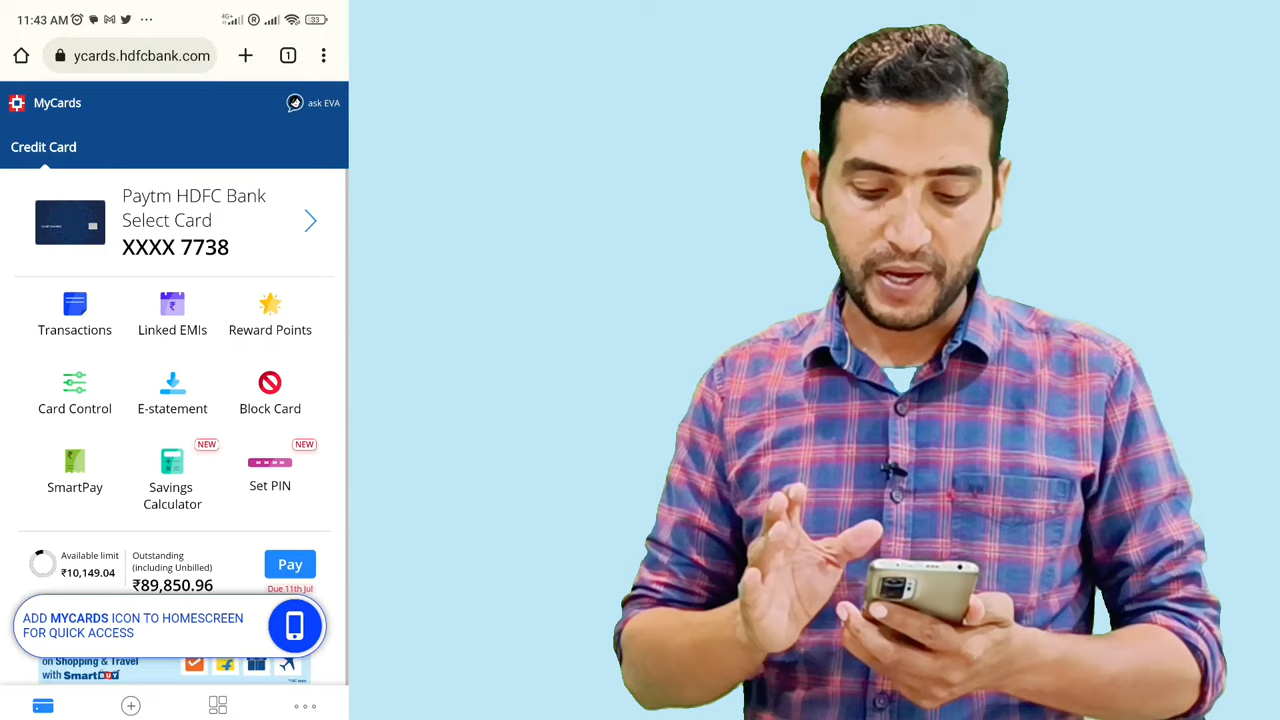 11:43 AM
4G+
R
33
ycards.hdfcbank.com
1
MyCards
ask EVA
Credit Card
Paytm HDFC Bank
Select Card
XXXX 7738
Transactions
Linked EMIs
Reward Points
Card Control
E-statement
Block Card
NEW
NEW
SmartPay
Savings
Calculator
Set PIN
Available limit
₹10,149.04
Outstanding
(including Unbilled)
₹89,850.96
Pay
Due 11th Jul
ADD MYCARDS ICON TO HOMESCREEN
FOR QUICK ACCESS
on Shopping & Travel
with SmartBUY